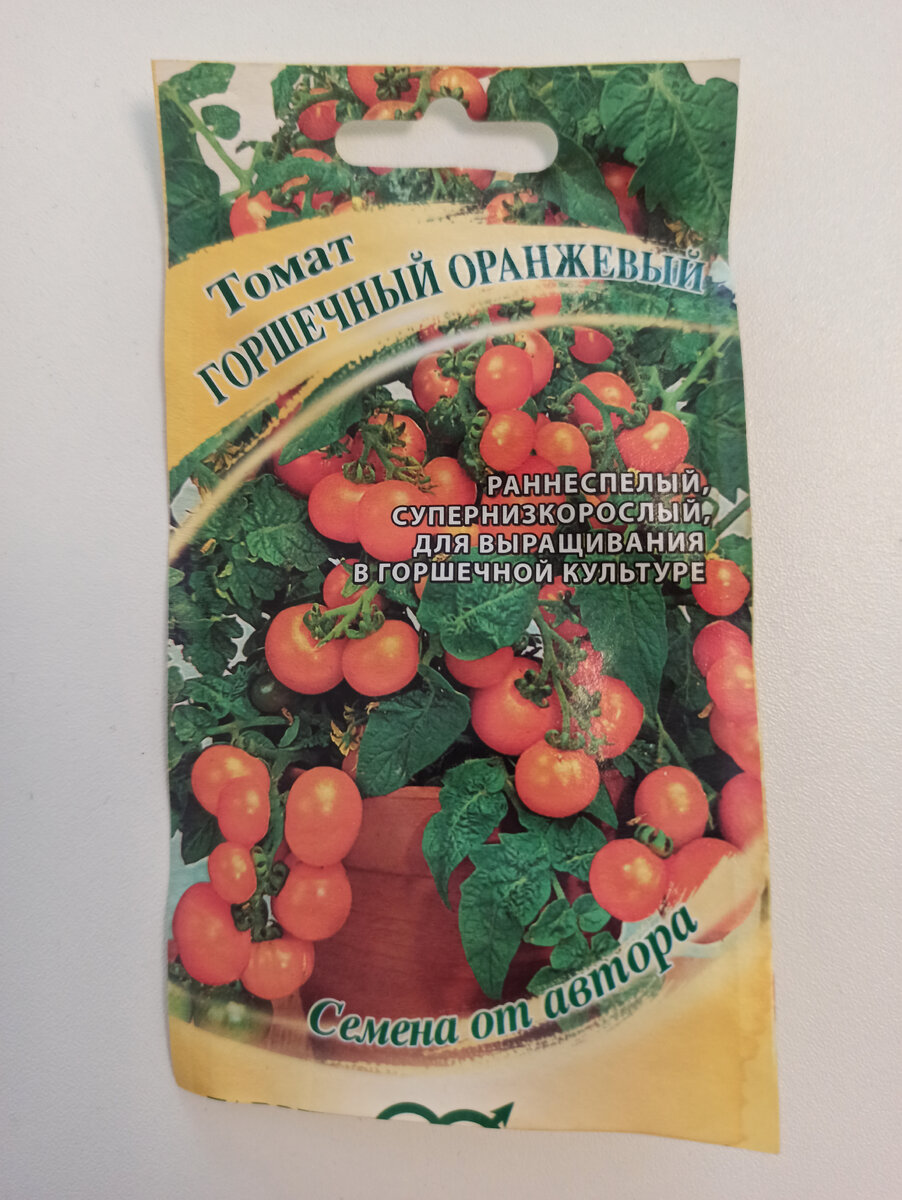 Томат
ГОРШЕЧНЫЙ ОРАНЖЕВЫЙ
РАННЕСПЕЛЫЙ,
СУПЕРНИЗКОРОСЛЫЙ,
ДЛЯ ВЫРАЩИВАНИЯ
В ГОРШЕЧНОЙ КУЛЬТУРЕ
Семена от автора